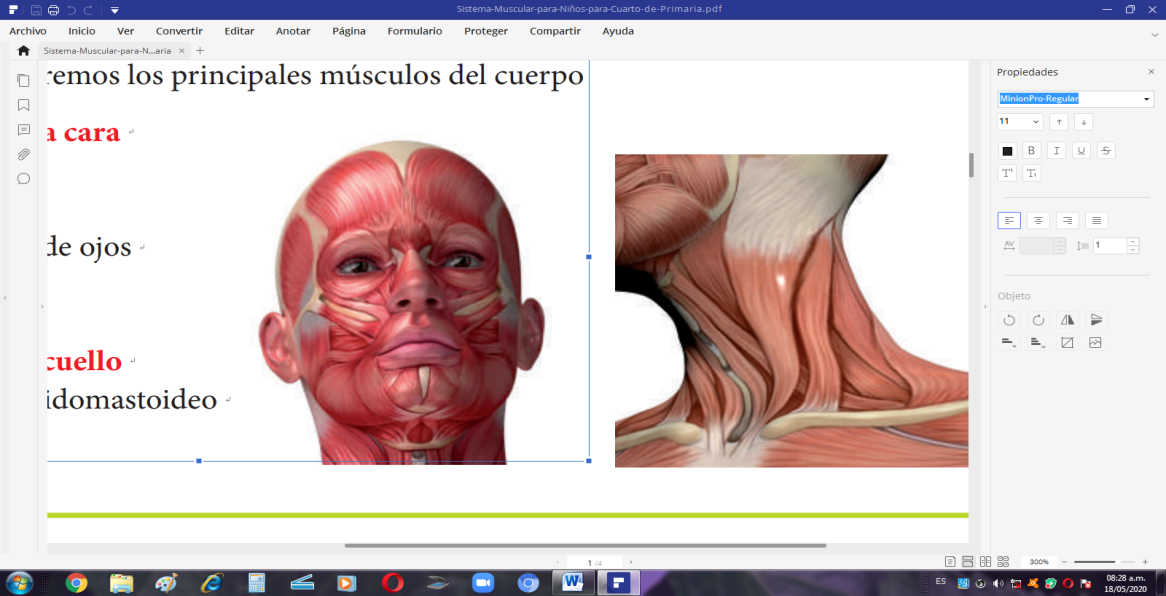 Sistema-Muscular-para-Niños-para-Cuarto-de-Primaria.pdf
Archivo Inicio Ver Convertir Editar Anotar Página Formulario Proteger Compartir Ayuda
Sistema-Muscular-para-N...aria × +
remos los principales músculos del cuerpo
a cara
de ojos
cuello
idomastoideo
Propiedades
MinionPro-Regular
11
B I U S
T T
AV 1
Objeto
1 /4
300%
ES
08:28 a.m.
18/05/2020